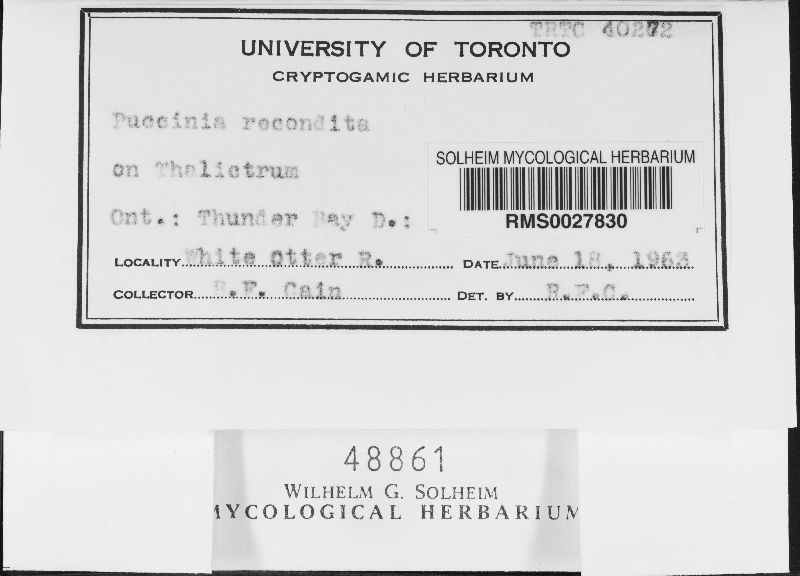 TRTC 40272
UNIVERSITY OF TORONTO
CRYPTOGAMIC HERBARIUM
Puccinia recondita
on Thalictrum
SOLHEIM MYCOLOGICAL HERBARIUM
RMS0027830
Ont.: Thunder Bay D.:
LOCALITY White Otter R. DATE June 18, 1963
COLLECTOR R.F. Cain DET. BY R.F.C.
48861
WILHELM G. SOLHEIM
MYCOLOGICAL HERBARIUM